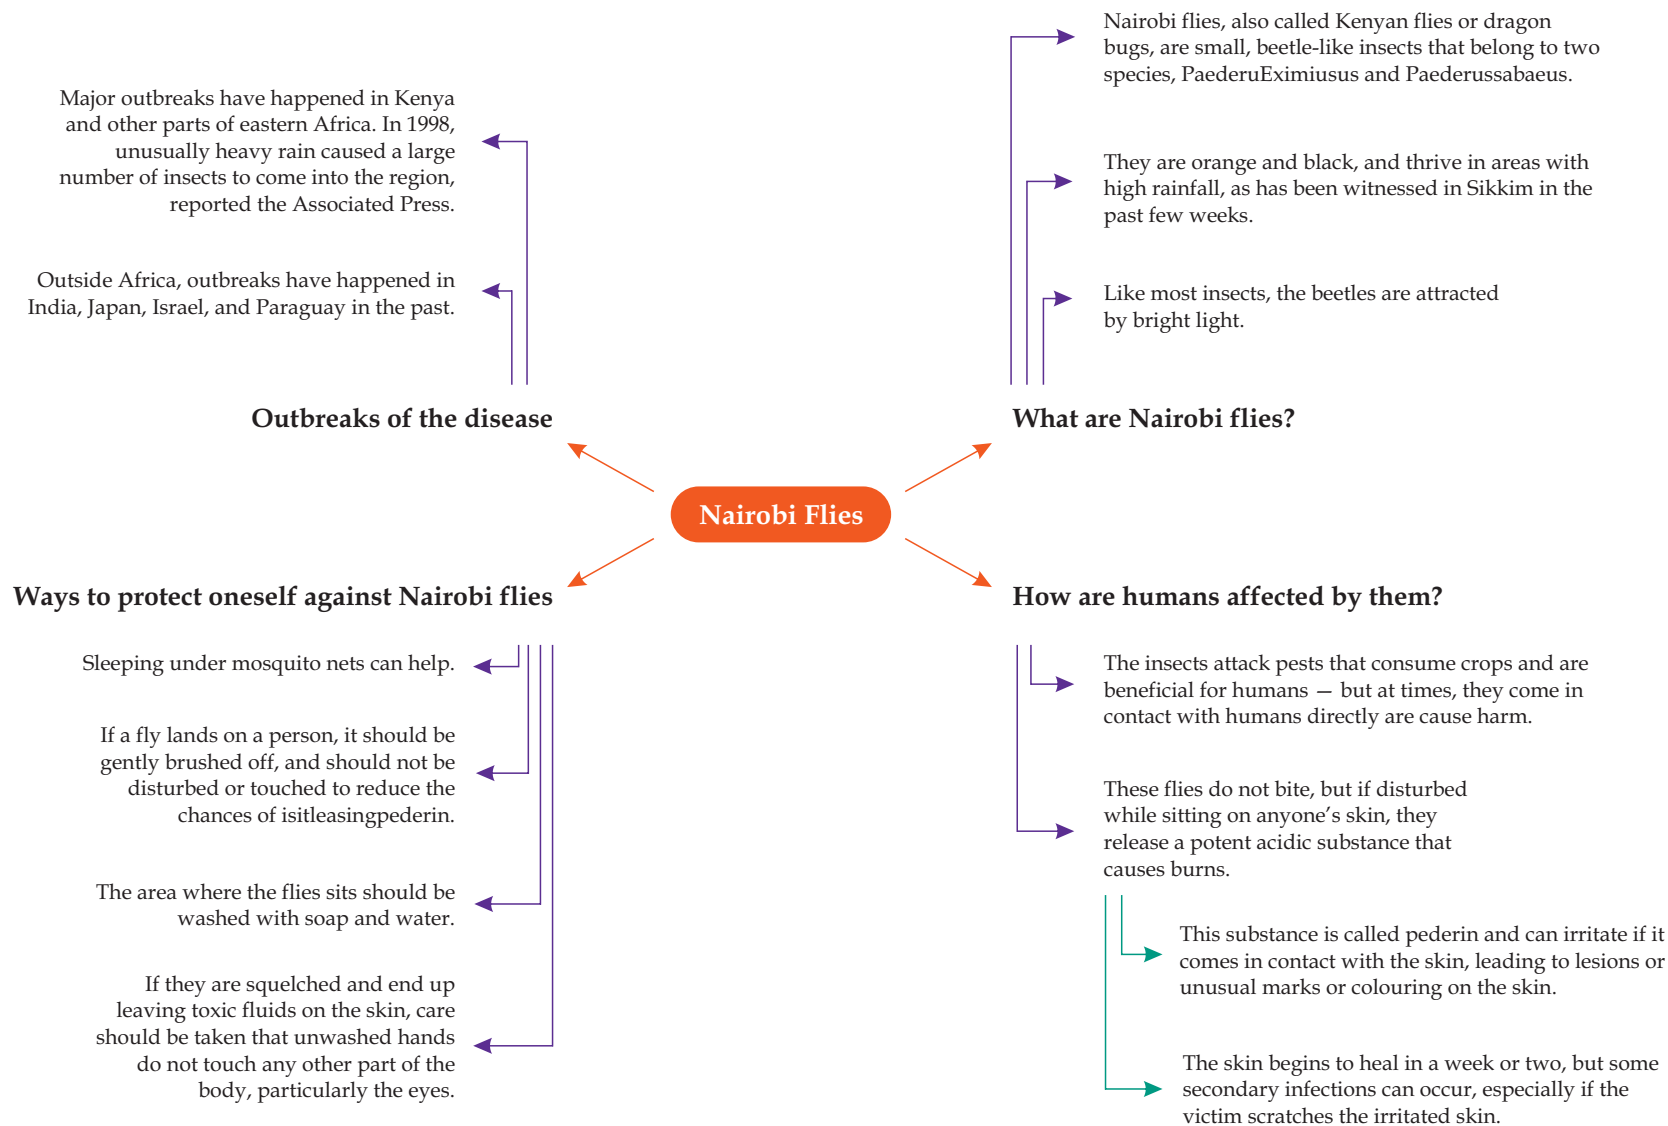 Nairobi Flies
What are Nairobi flies?
Nairobi flies, also called Kenyan flies or dragon
bugs, are small, beetle-like insects that belong to two
species, PaederuEximiusus and Paederussabaeus.
They are orange and black, and thrive in areas with
high rainfall, as has been witnessed in Sikkim in the
past few weeks.
Like most insects, the beetles are attracted
by bright light.
How are humans affected by them?
The insects attack pests that consume crops and are
beneficial for humans — but at times, they come in
contact with humans directly are cause harm.
These flies do not bite, but if disturbed
while sitting on anyone's skin, they
release a potent acidic substance that
causes burns.
This substance is called pederin and can irritate if it
comes in contact with the skin, leading to lesions or
unusual marks or colouring on the skin.
The skin begins to heal in a week or two, but some
secondary infections can occur, especially if the
victim scratches the irritated skin.
Outbreaks of the disease
Major outbreaks have happened in Kenya
and other parts of eastern Africa. In 1998,
unusually heavy rain caused a large
number of insects to come into the region,
reported the Associated Press.
Outside Africa, outbreaks have happened in
India, Japan, Israel, and Paraguay in the past.
Ways to protect oneself against Nairobi flies
Sleeping under mosquito nets can help.
If a fly lands on a person, it should be
gently brushed off, and should not be
disturbed or touched to reduce the
chances of isitleasingpederin.
The area where the flies sits should be
washed with soap and water.
If they are squelched and end up
leaving toxic fluids on the skin, care
should be taken that unwashed hands
do not touch any other part of the
body, particularly the eyes.